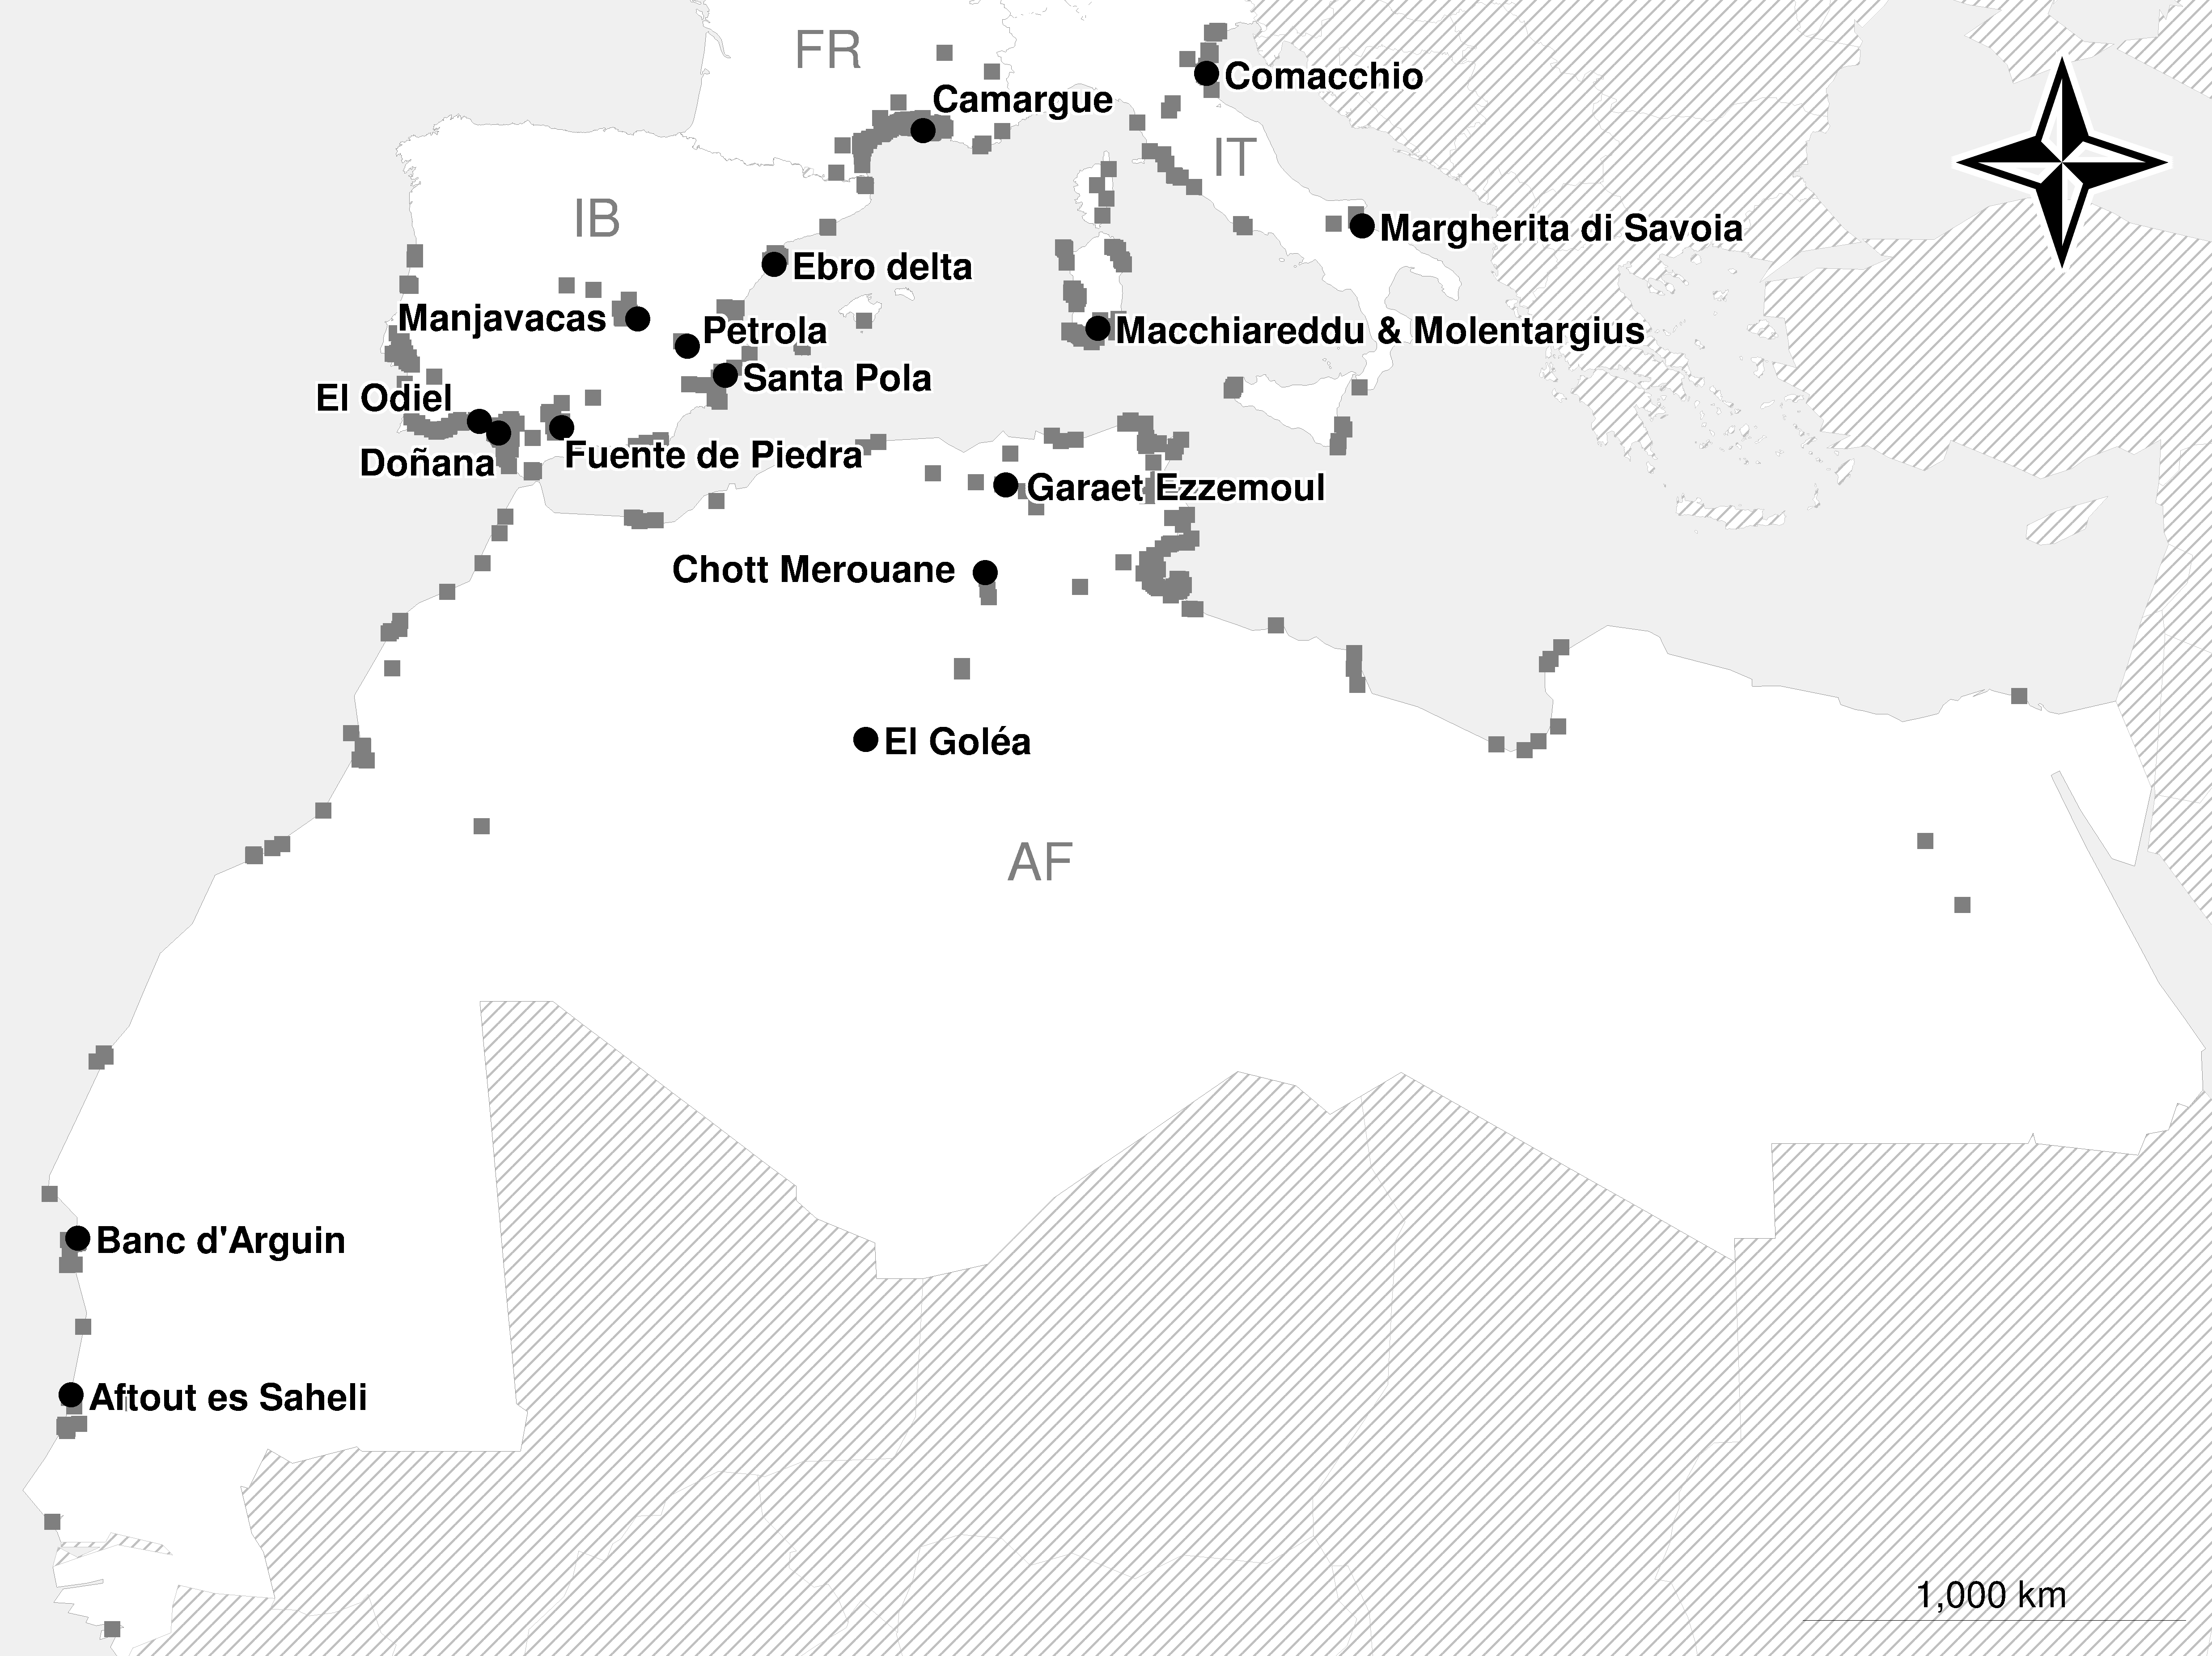 FR
Comacchio
Camargue
IT
IB
Margherita di Savoia
Ebro delta
Manjavacas
Petrola
Macchiareddu & Molentargius
Santa Pola
El Odiel
Doñana
Fuente de Piedra
Garaet Ezzemoul
Chott Merouane
El Goléa
AF
Banc d'Arguin
Aftout es Saheli
1,000 km